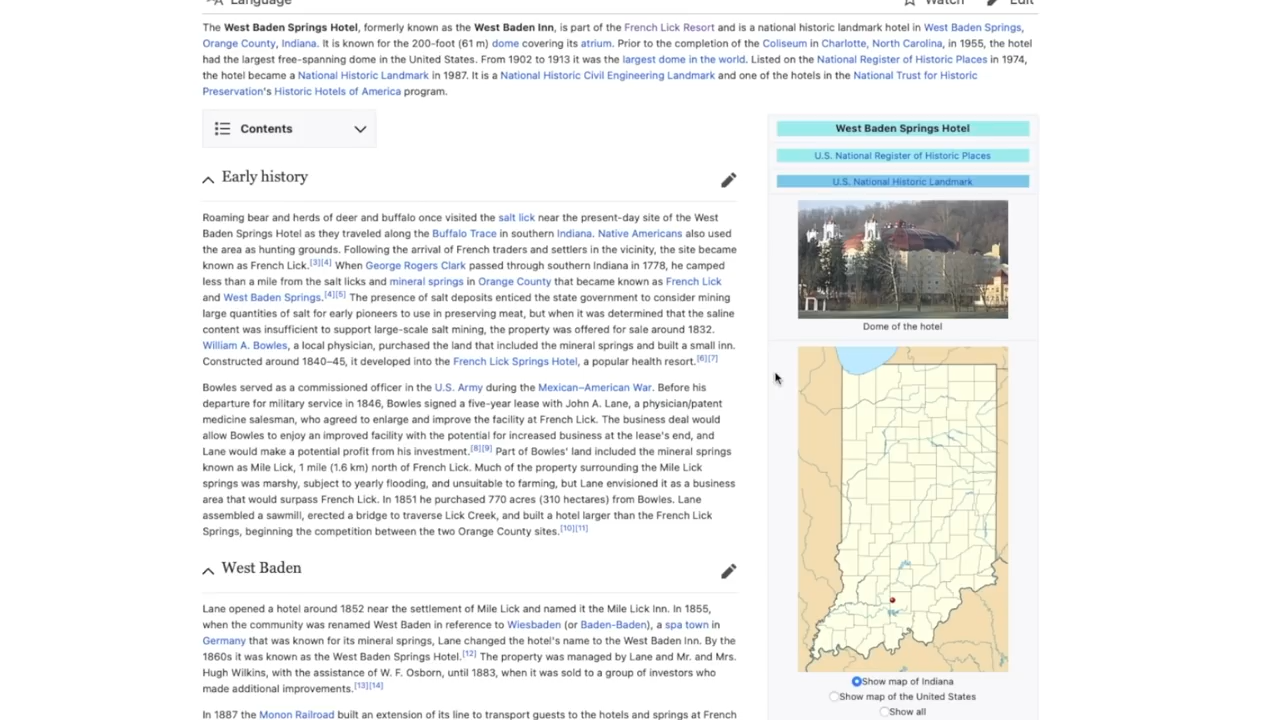 Language
Watch
Edit
The West Baden Springs Hotel, formerly known as the West Baden Inn, is part of the French Lick Resort and is a national historic landmark hotel in West Baden Springs,
Orange County, Indiana. It is known for the 200-foot (61 m) dome covering its atrium. Prior to the completion of the Coliseum in Charlotte, North Carolina, in 1955, the hotel
had the largest free-spanning dome in the United States. From 1902 to 1913 it was the largest dome in the world. Listed on the National Register of Historic Places in 1974,
the hotel became a National Historic Landmark in 1987. It is a National Historic Civil Engineering Landmark and one of the hotels in the National Trust for Historic
Preservation's Historic Hotels of America program.
Contents
Early history
Roaming bear and herds of deer and buffalo once visited the salt lick near the present-day site of the West
Baden Springs Hotel as they traveled along the Buffalo Trace in southern Indiana. Native Americans also used
the area as hunting grounds. Following the arrival of French traders and settlers in the vicinity, the site became
known as French Lick.[3][4] When George Rogers Clark passed through southern Indiana in 1778, he camped
less than a mile from the salt licks and mineral springs in Orange County that became known as French Lick
and West Baden Springs.[4][5] The presence of salt deposits enticed the state government to consider mining
large quantities of salt for early pioneers to use in preserving meat, but when it was determined that the saline
content was insufficient to support large-scale salt mining, the property was offered for sale around 1832.
William A. Bowles, a local physician, purchased the land that included the mineral springs and built a small inn.
Constructed around 1840–45, it developed into the French Lick Springs Hotel, a popular health resort.[6][7]
Bowles served as a commissioned officer in the U.S. Army during the Mexican–American War. Before his
departure for military service in 1846, Bowles signed a five-year lease with John A. Lane, a physician/patent
medicine salesman, who agreed to enlarge and improve the facility at French Lick. The business deal would
allow Bowles to enjoy an improved facility with the potential for increased business at the lease's end, and
Lane would make a potential profit from his investment.[8][9] Part of Bowles' land included the mineral springs
known as Mile Lick, 1 mile (1.6 km) north of French Lick. Much of the property surrounding the Mile Lick
springs was marshy, subject to yearly flooding, and unsuitable to farming, but Lane envisioned it as a business
area that would surpass French Lick. In 1851 he purchased 770 acres (310 hectares) from Bowles. Lane
assembled a sawmill, erected a bridge to traverse Lick Creek, and built a hotel larger than the French Lick
Springs, beginning the competition between the two Orange County sites.[10][11]
West Baden
Lane opened a hotel around 1852 near the settlement of Mile Lick and named it the Mile Lick Inn. In 1855,
when the community was renamed West Baden in reference to Wiesbaden (or Baden-Baden), a spa town in
Germany that was known for its mineral springs, Lane changed the hotel's name to the West Baden Inn. By the
1860s it was known as the West Baden Springs Hotel.[12] The property was managed by Lane and Mr. and Mrs.
Hugh Wilkins, with the assistance of W. F. Osborn, until 1883, when it was sold to a group of investors who
made additional improvements.[13][14]
In 1887 the Monon Railroad built an extension of its line to transport guests to the hotels and springs at French
West Baden Springs Hotel
U.S. National Register of Historic Places
U.S. National Historic Landmark
Dome of the hotel
Show map of Indiana
Show map of the United States
Show all